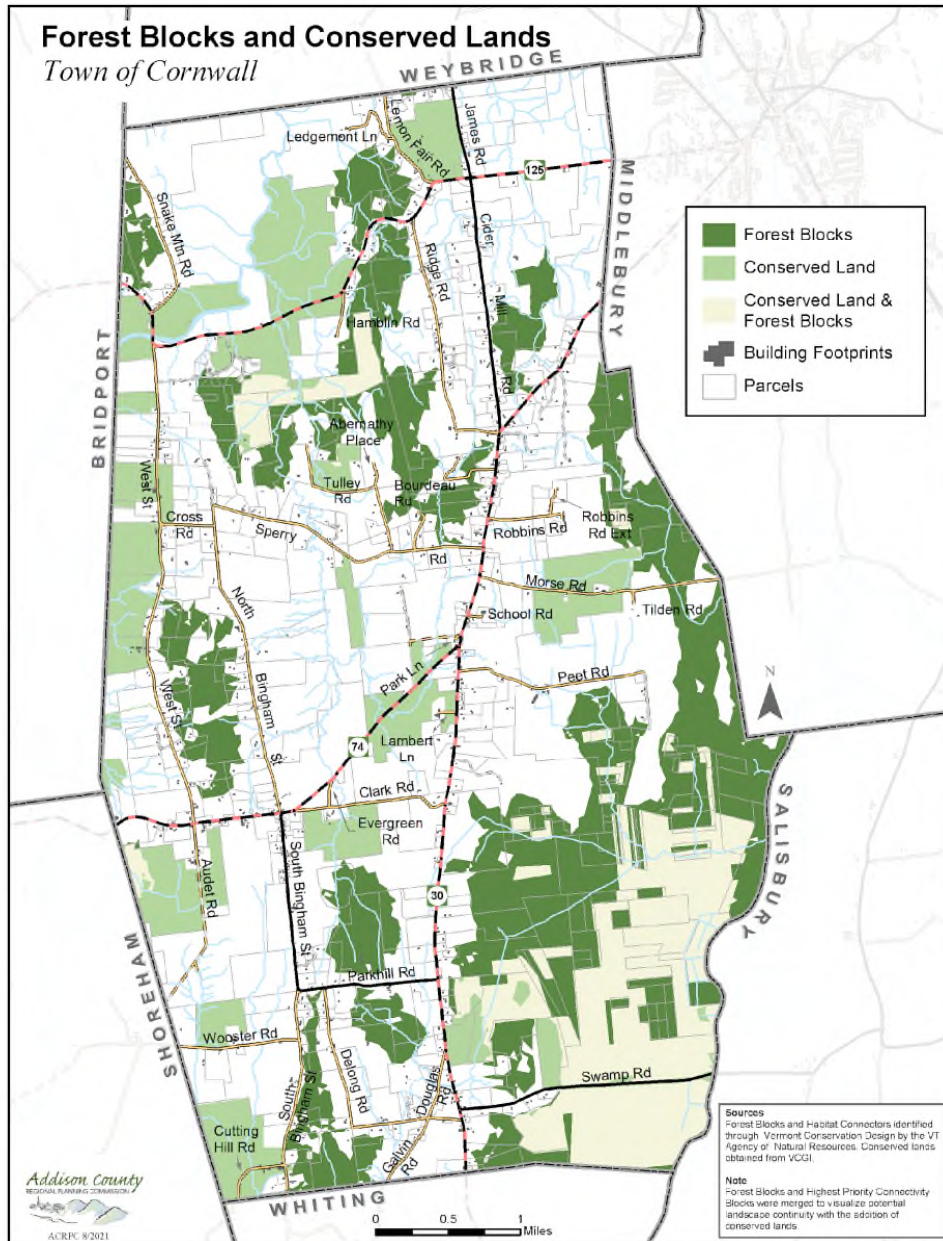 Forest Blocks and Conserved Lands
Town of Cornwall
WEYBRIDGE
Ledgemont Ln
Lemon Fair Rd
James Rd
125
MIDDLEBURY
Snake Mtn Rd
Cider Mill Rd
Ridge Rd
Forest Blocks
Conserved Land
Conserved Land &
Forest Blocks
Building Footprints
Parcels
Hamblin Rd
BRIDPORT
Abernathy
Place
West St
Tulley
Rd
Bourdeau
Rd
Cross
Rd
Sperry Rd
Robbins Rd
Robbins
Rd Ext
Morse Rd
North Bingham St
School Rd
Tilden Rd
Park Ln
Peet Rd
N
West St
74
Lambert
Ln
Clark Rd
Evergreen
Rd
SALISBURY
Audet Rd
South Bingham St
30
SHOREHAM
Parkhill Rd
Wooster Rd
Delong Rd
Douglas Rd
Swamp Rd
South Bingham St
Cutting
Hill Rd
Galvin Rd
WHITING
Sources
Forest Blocks and Habitat Connectors identified
through Vermont Conservation Design by the VT
Agency of Natural Resources. Conserved lands
obtained from VCGI.
Note
Forest Blocks and Highest Priority Connectivity
Blocks were merged to visualize potential
landscape continuity with the addition of
conserved lands
Addison County
REGIONAL PLANNING COMMISSION
ACRPC 8/2021
0 0.5 1
Miles